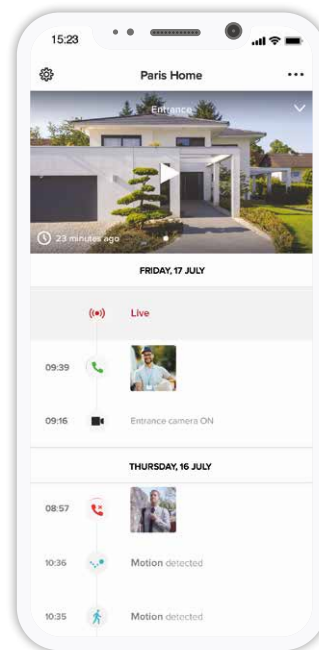 15:23
Paris Home
Entrance
23 minutes ago
FRIDAY, 17 JULY
Live
09:39
09:16 Entrance camera ON
THURSDAY, 16 JULY
08:57
10:36 Motion detected
10:35 Motion detected